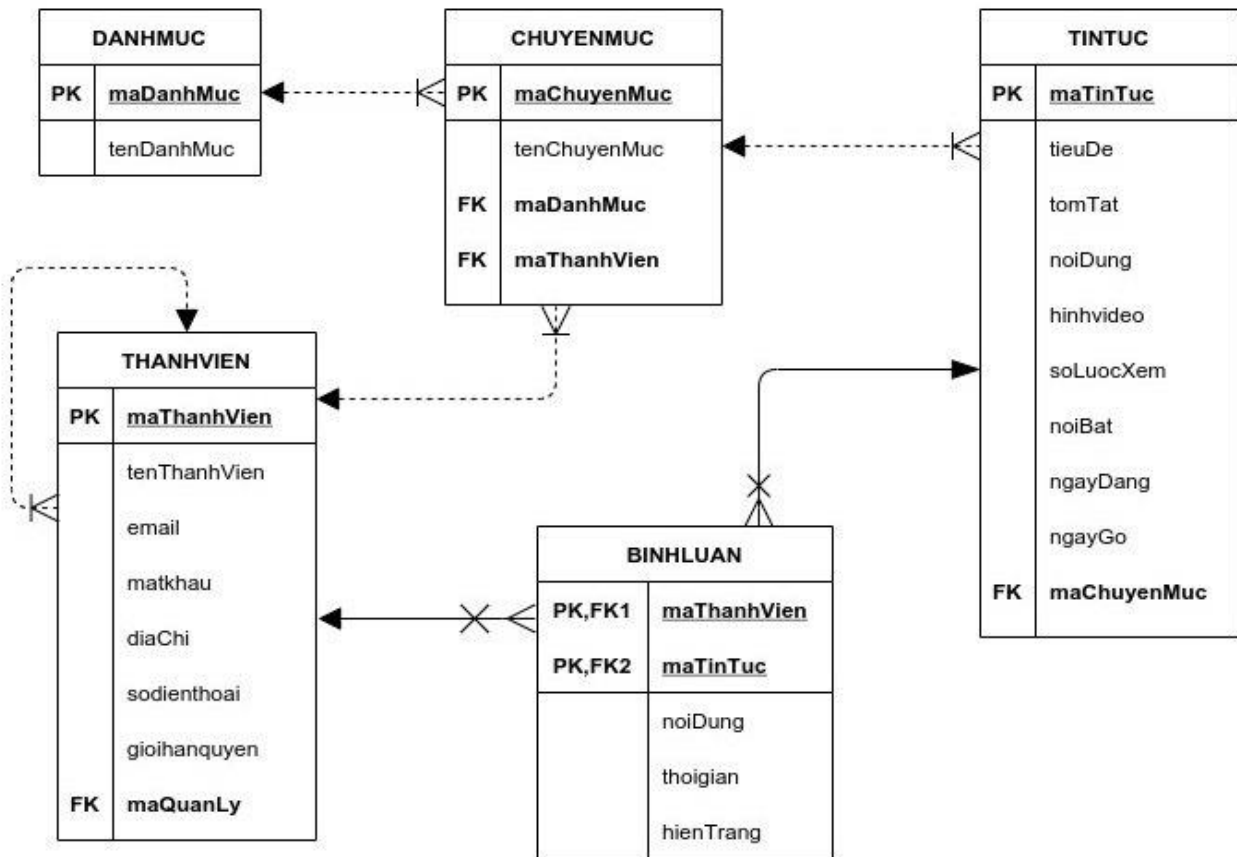 DANHMUC
PK maDanhMuc
tenDanhMuc
CHUYENMUC
PK maChuyenMuc
tenChuyenMuc
FK maDanhMuc
FK maThanhVien
TINTUC
PK maTinTuc
tieuDe
tomTat
noiDung
hinhvideo
soLuocXem
noiBat
ngayDang
ngayGo
FK maChuyenMuc
THANHVIEN
PK maThanhVien
tenThanhVien
email
matkhau
diaChi
sodienthoai
gioihanquyen
FK maQuanLy
BINHLUAN
PK,FK1 maThanhVien
PK,FK2 maTinTuc
noiDung
thoigian
hienTrang